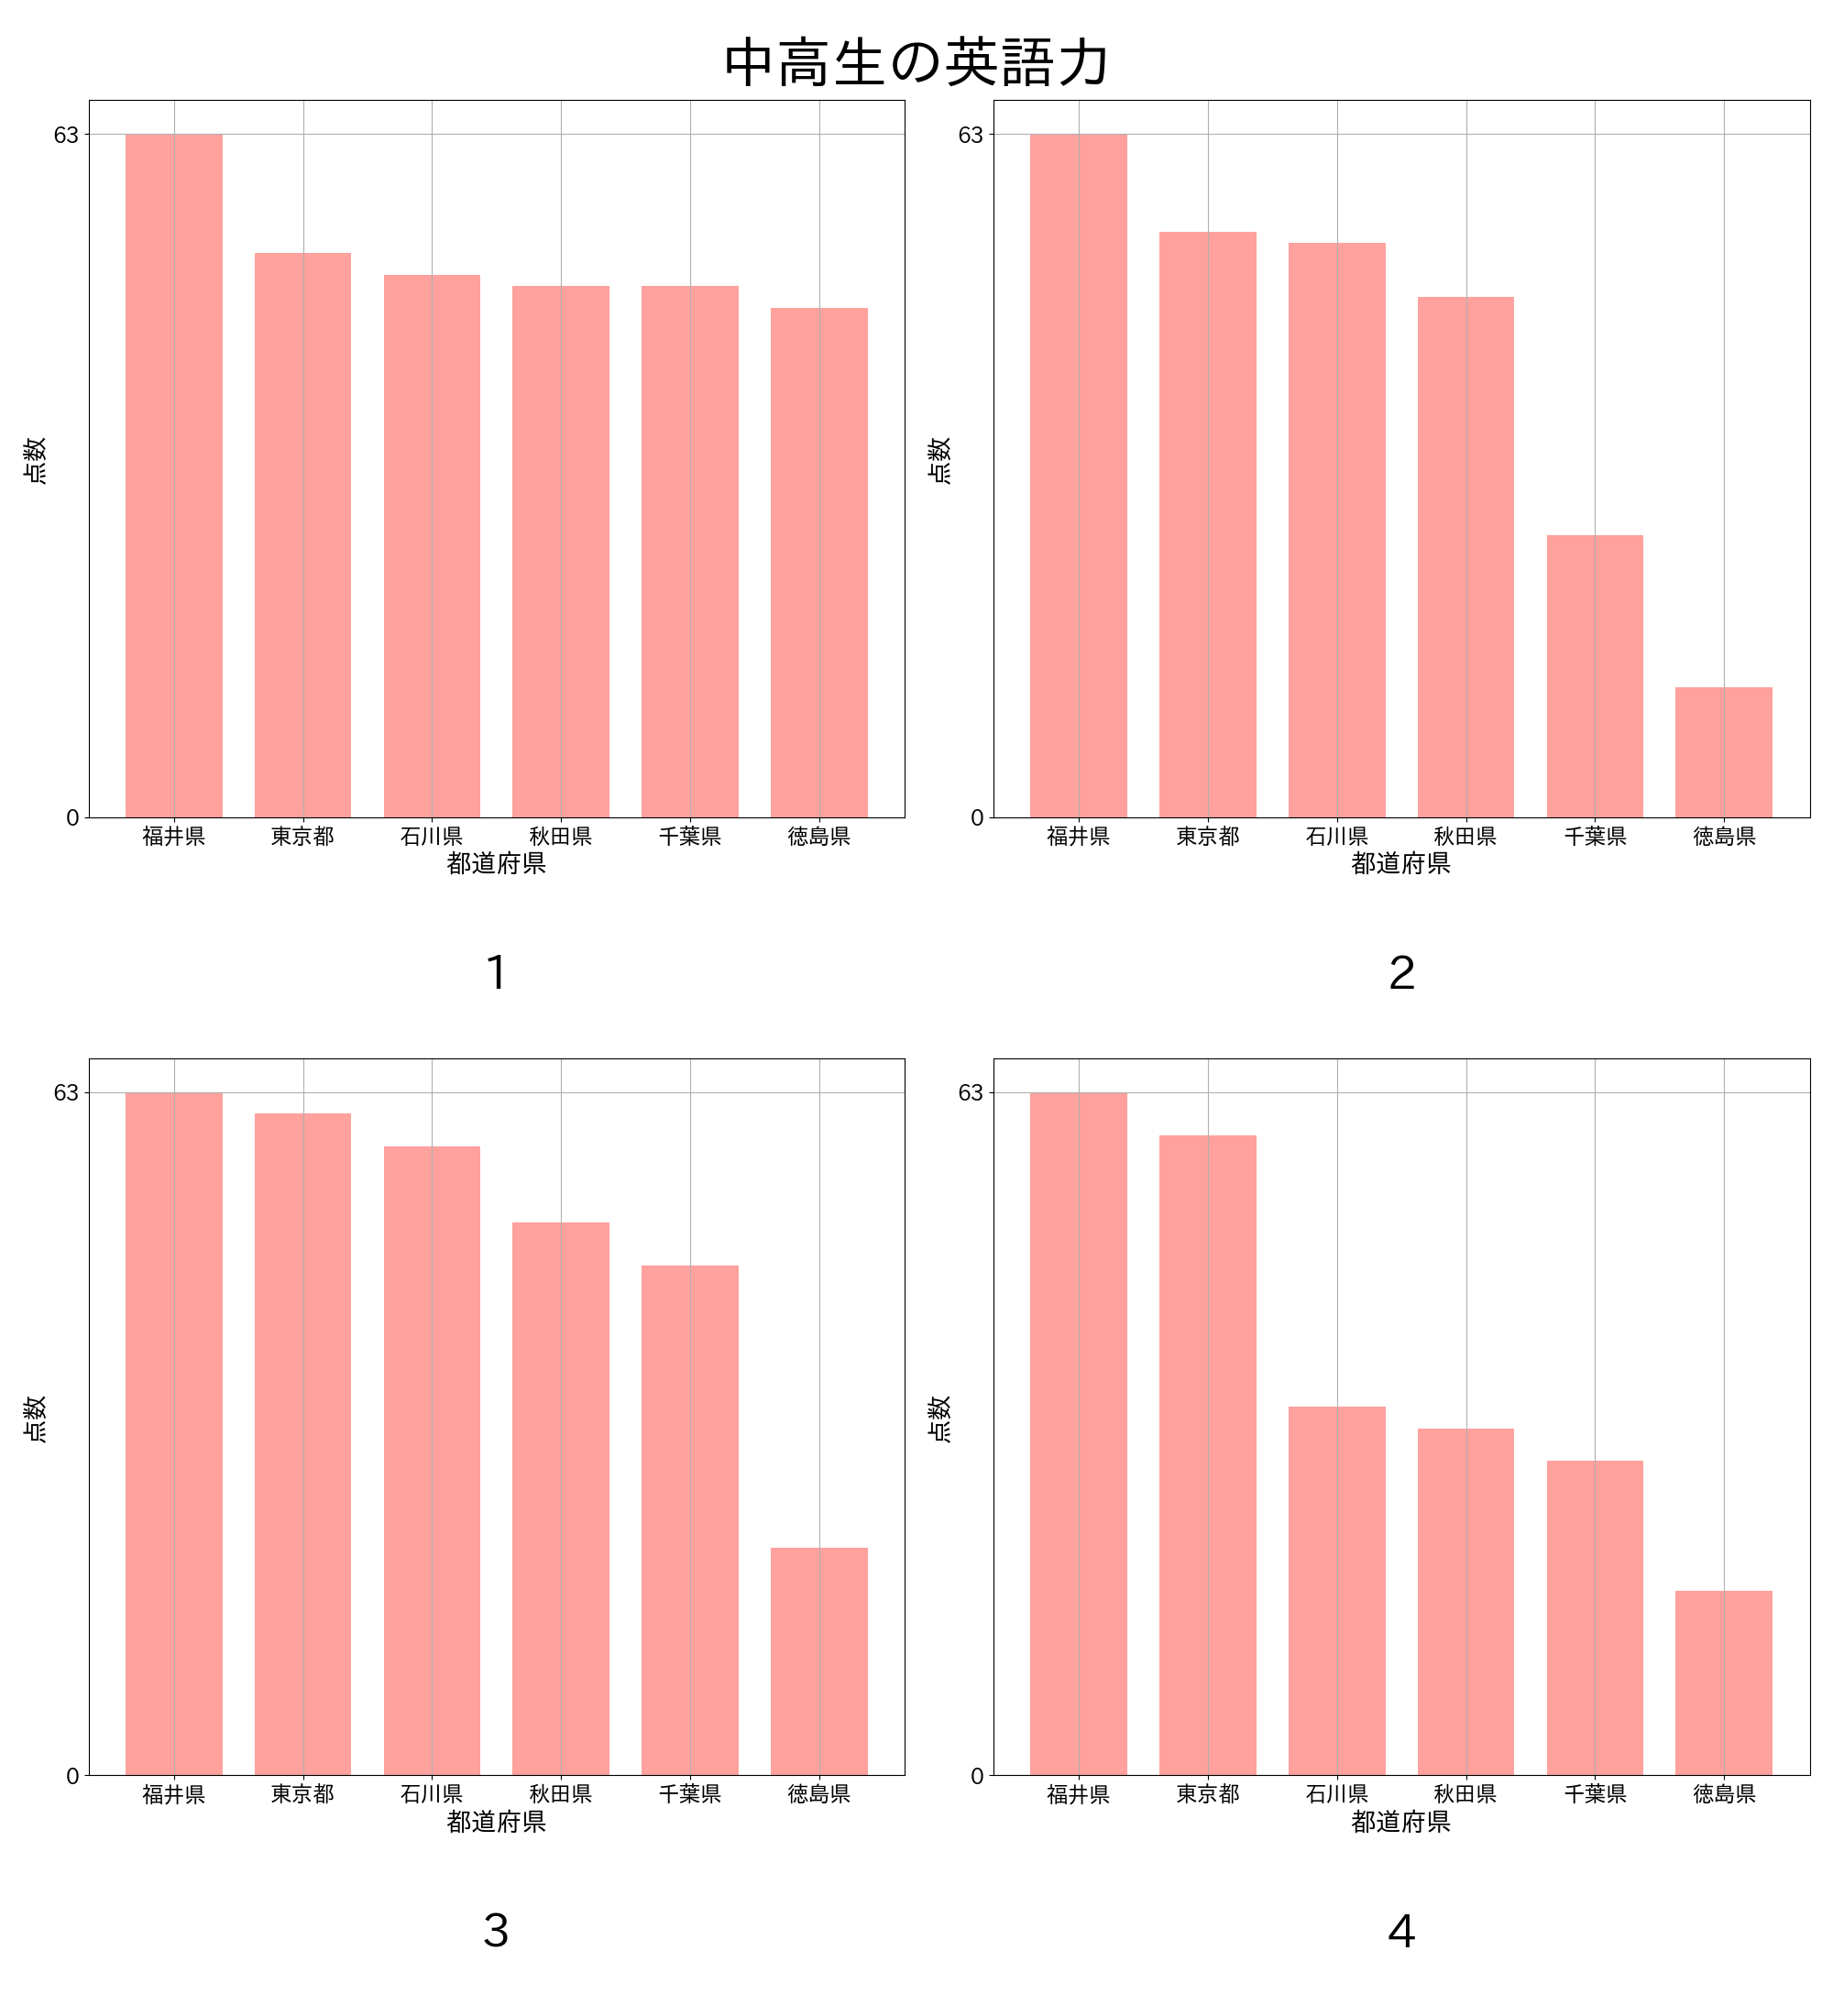 中高生の英語力
63
0
点数
福井県 東京都 石川県 秋田県 千葉県 徳島県
都道府県
1
63
0
点数
福井県 東京都 石川県 秋田県 千葉県 徳島県
都道府県
2
63
0
点数
福井県 東京都 石川県 秋田県 千葉県 徳島県
都道府県
3
63
0
点数
福井県 東京都 石川県 秋田県 千葉県 徳島県
都道府県
4